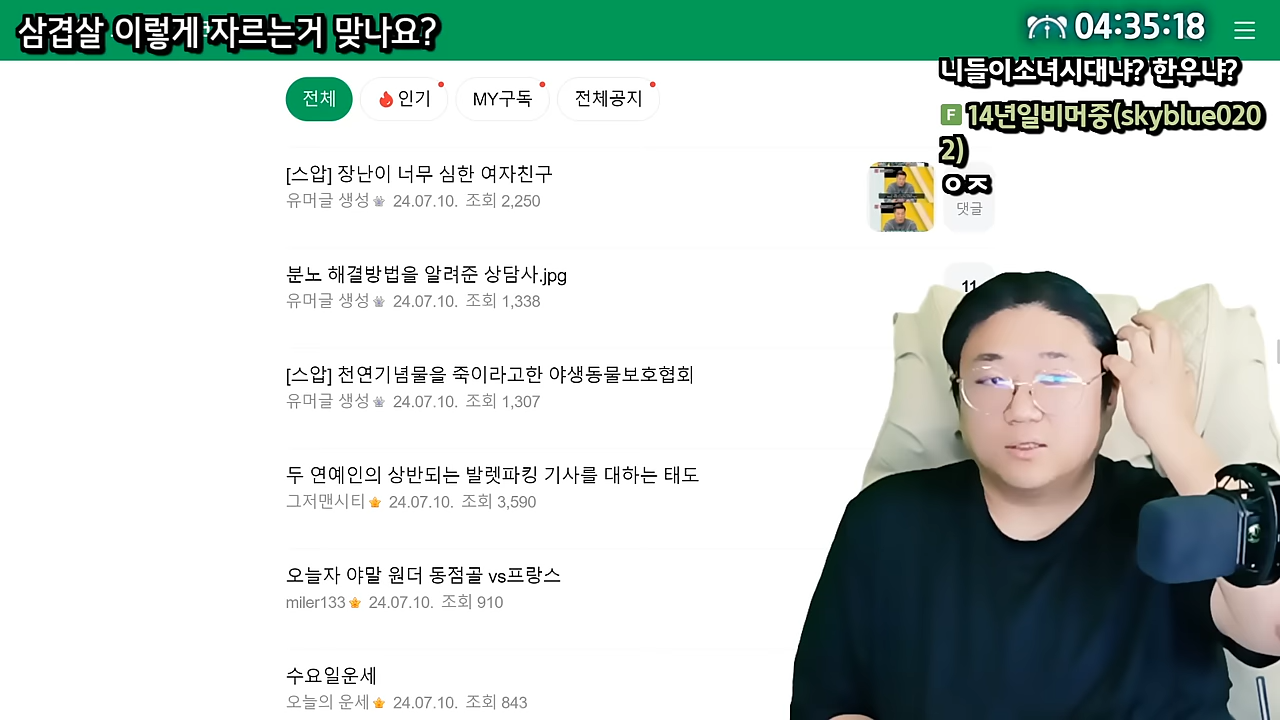 삼겹살 이렇게 자르는거 맞나요?
04:35:18
니들이소녀시대냐? 한우냐?
F 14년일비머중(skyblue020
2)
ㅇㅈ
전체 인기 MY구독 전체공지
[스압] 장난이 너무 심한 여자친구
유머글 생성 24.07.10. 조회 2,250
댓글
분노 해결방법을 알려준 상담사.jpg
유머글 생성 24.07.10. 조회 1,338
11
[스압] 천연기념물을 죽이라고한 야생동물보호협회
유머글 생성 24.07.10. 조회 1,307
두 연예인의 상반되는 발렛파킹 기사를 대하는 태도
그저맨시티 24.07.10. 조회 3,590
오늘자 야말 원더 동점골 vs프랑스
miler133 24.07.10. 조회 910
수요일운세
오늘의 운세 24.07.10. 조회 843